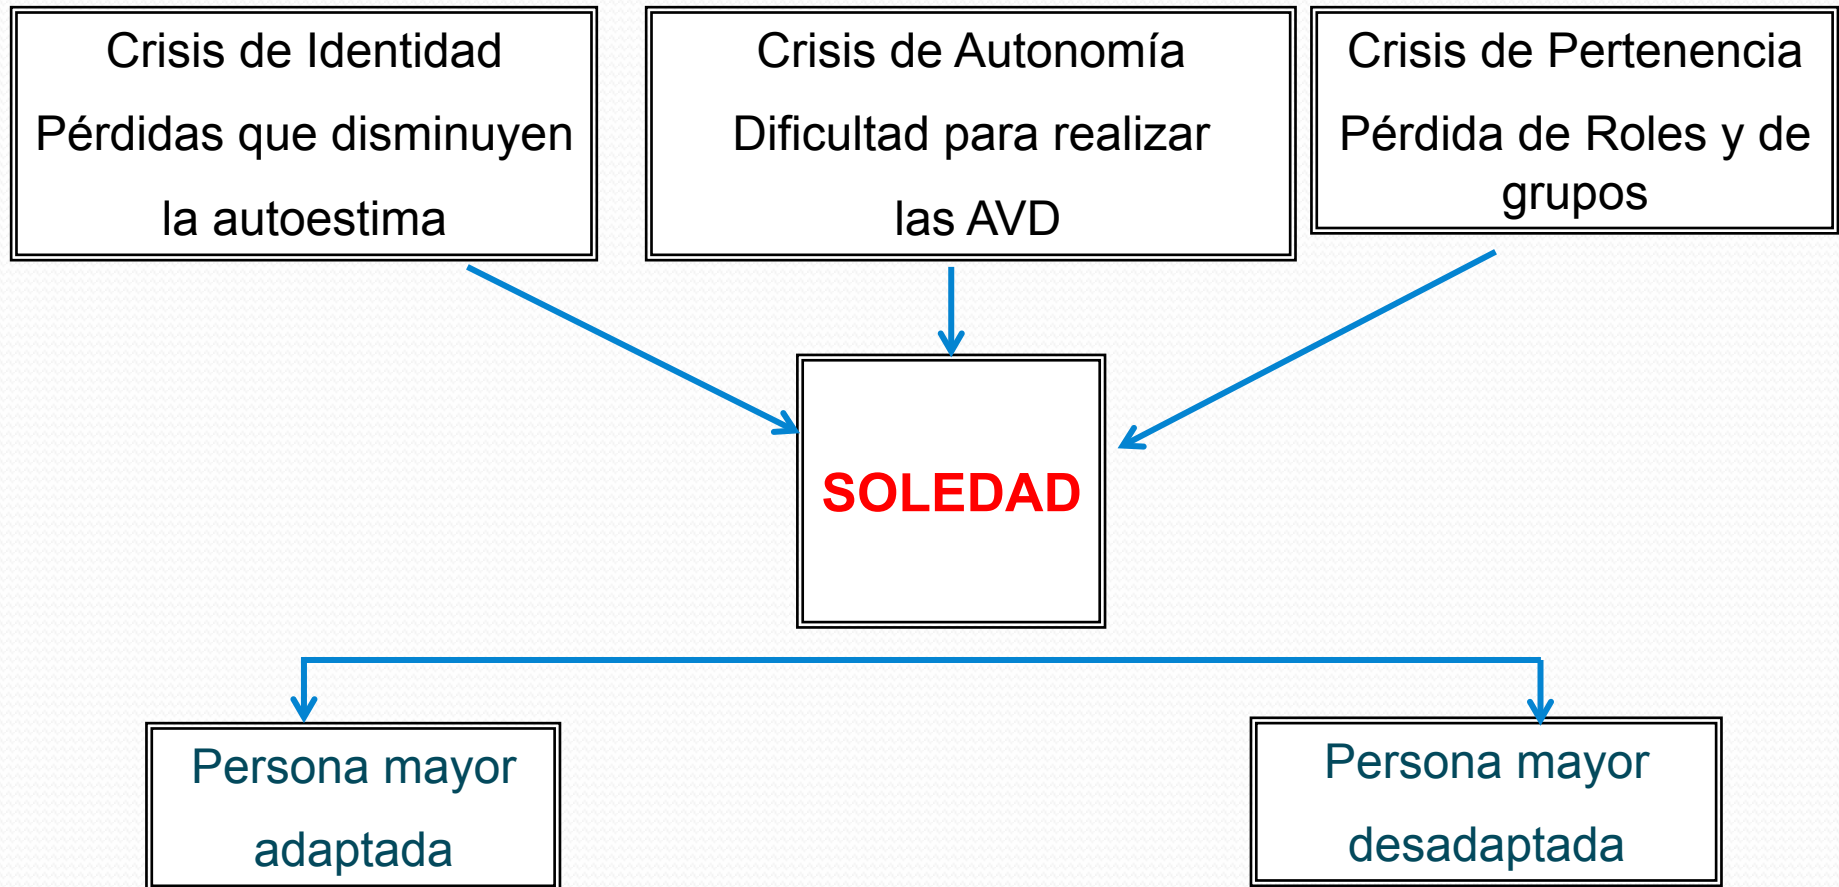 Crisis de Identidad
Pérdidas que disminuyen
la autoestima
Crisis de Autonomía
Dificultad para realizar
las AVD
Crisis de Pertenencia
Pérdida de Roles y de
grupos
SOLEDAD
Persona mayor
adaptada
Persona mayor
desadaptada